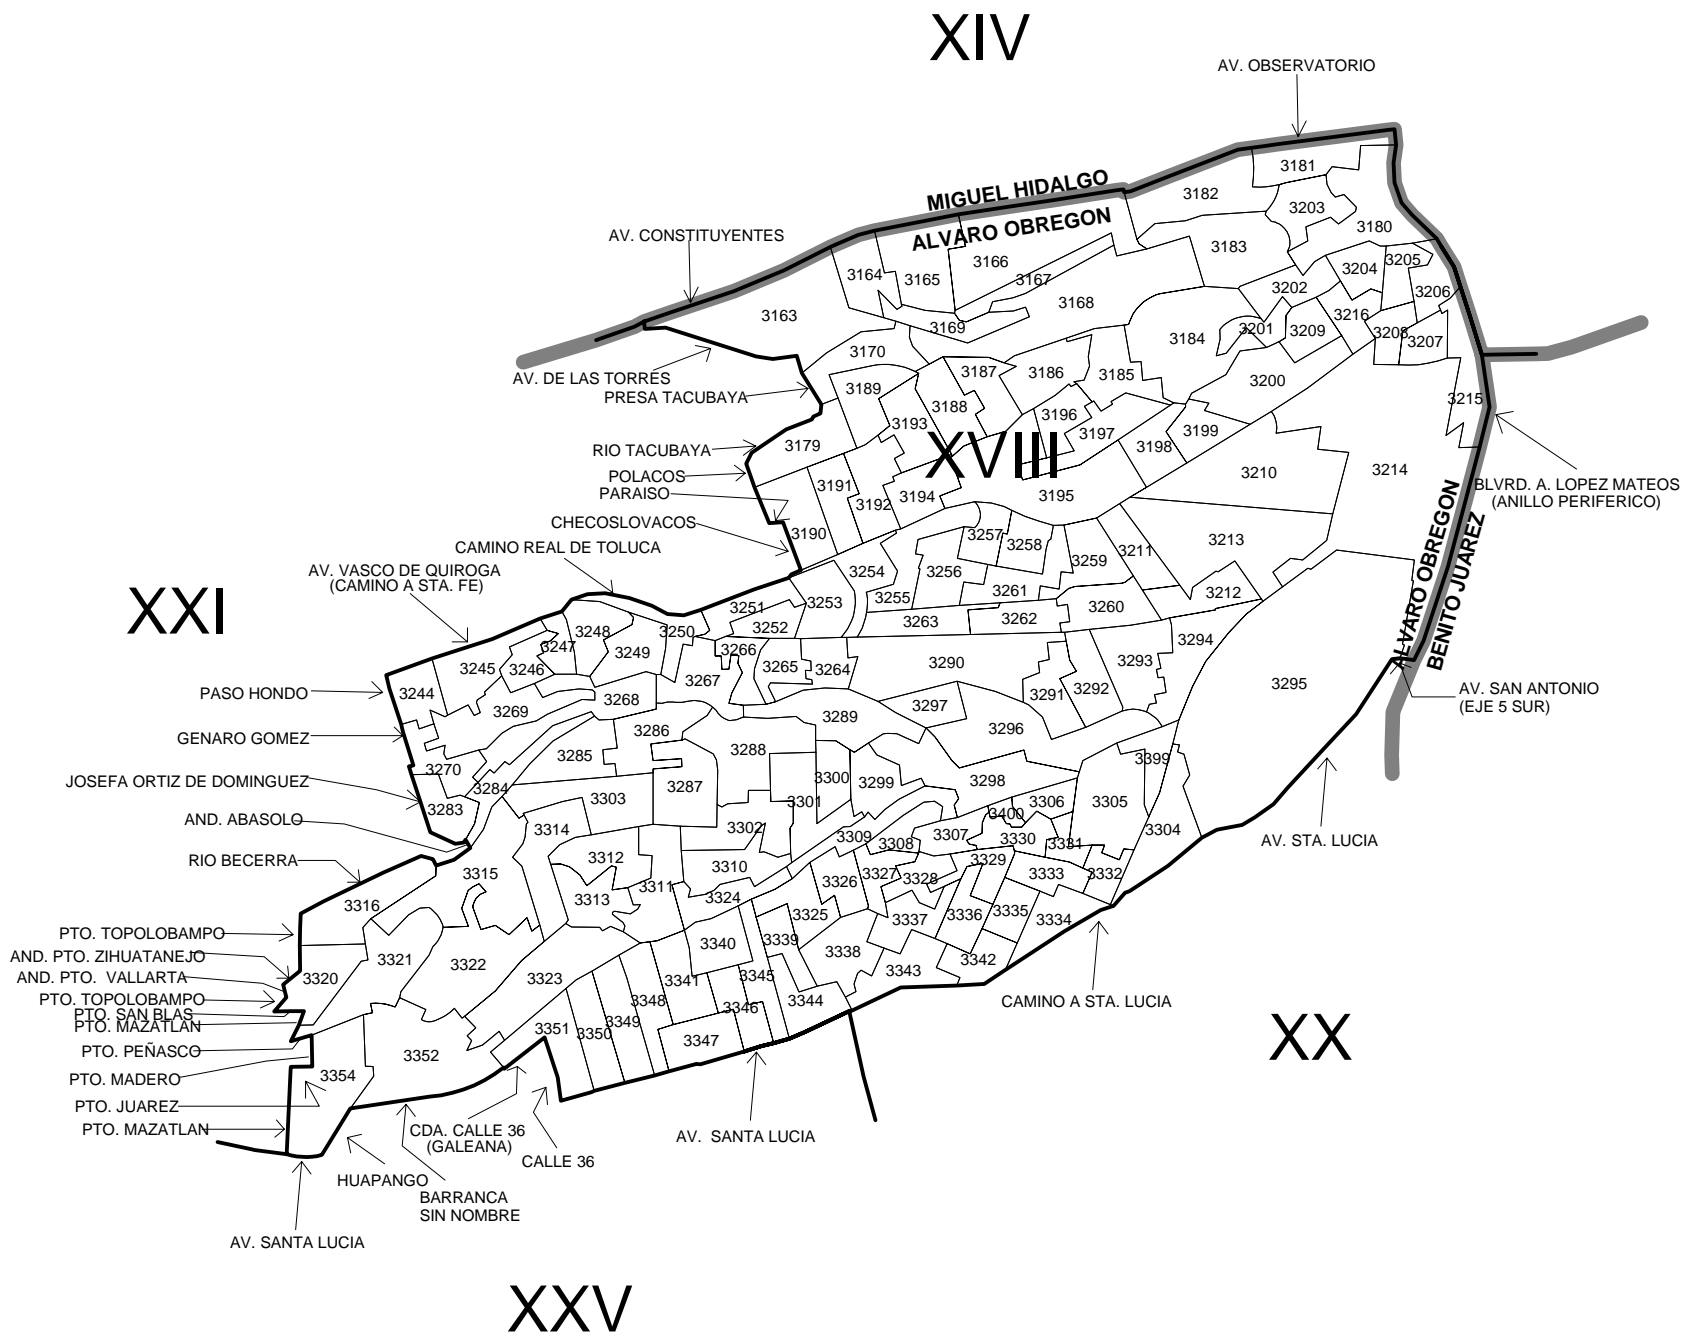 XIV
AV. OBSERVATORIO
3181
MIGUEL HIDALGO
3182
3203
ALVARO OBREGON
3180
AV. CONSTITUYENTES
3183
3166
3205
3204
3164
3165
3167
3202
3206
3168
3163
3216
3169
3201
3209
3208
3207
3184
3170
3187
3186
3185
3200
AV. DE LAS TORRES
3189
PRESA TACUBAYA
3215
3188
3196
3193
3197
3199
3179
3198
RIO TACUBAYA
XVIII
3214
POLACOS
3210
BLVRD. A. LOPEZ MATEOS
(ANILLO PERIFERICO)
PARAISO
3191
3194
3195
3192
CHECOSLOVACOS
3190
ALVARO OBREGON
BENITO JUAREZ
CAMINO REAL DE TOLUCA
3257
3258
3211
3213
3259
AV. VASCO DE QUIROGA
(CAMINO A STA. FE)
3254
3256
3261
3212
3255
XXI
3251
3253
3260
3252
3263
3262
3248
3250
3247
3294
3249
3266
3246
3245
3265
3264
3290
3293
3267
3244
PASO HONDO
3291
3292
3295
AV. SAN ANTONIO
(EJE 5 SUR)
3268
3269
3297
3289
3296
3286
GENARO GOMEZ
3285
3288
3399
3270
3300
3299
3298
JOSEFA ORTIZ DE DOMINGUEZ
3284
3287
3303
3301
3306
3305
3283
3400
AND. ABASOLO
3314
3302
3309
3308
3307
3330
3304
3331
AV. STA. LUCIA
RIO BECERRA
3312
3310
3329
3315
3327
3328
3333
3332
3326
3313
3311
3324
3316
3325
3337
3336
3335
3334
PTO. TOPOLOBAMPO
3340
3339
AND. PTO. ZIHUATANEJO
3338
3321
3322
3342
AND. PTO. VALLARTA
3320
3323
3341
3345
3343
PTO. TOPOLOBAMPO
3348
3344
CAMINO A STA. LUCIA
PTO. SAN BLAS
3346
PTO. MAZATLAN
3351
3350
3349
3347
PTO. PEÑASCO
3352
XX
PTO. MADERO
3354
PTO. JUAREZ
PTO. MAZATLAN
CDA. CALLE 36
(GALEANA)
AV. SANTA LUCIA
CALLE 36
HUAPANGO
BARRANCA
SIN NOMBRE
AV. SANTA LUCIA
XXV